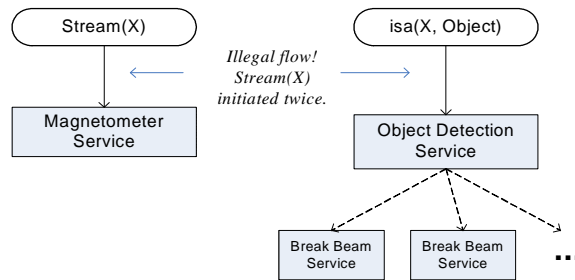 Stream(X)
isa(X, Object)
Illegal flow!
Stream(X)
initiated twice.
Magnetometer
Service
Object Detection
Service
Break Beam
Service
Break Beam
Service
...